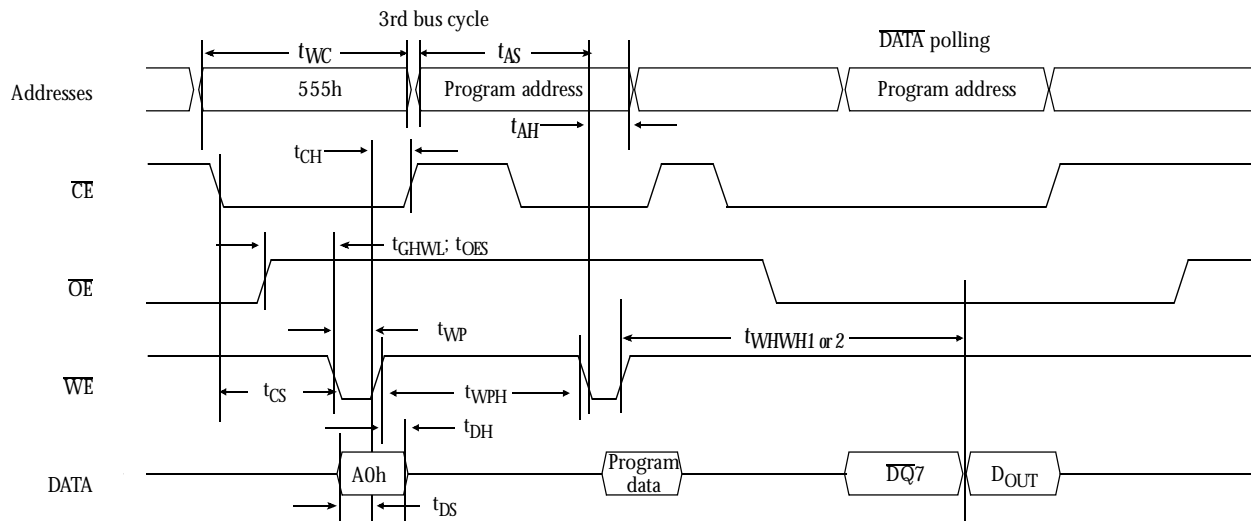 3rd bus cycle
tWC
tAS
DATA polling
Addresses
555h
Program address
Program address
tAH
tCH
CE
tGHWL; tOES
OE
tWP
tWHWH1 or 2
WE
tCS
tWPH
tDH
DATA
A0h
Program
data
DQ7
DOUT
tDS